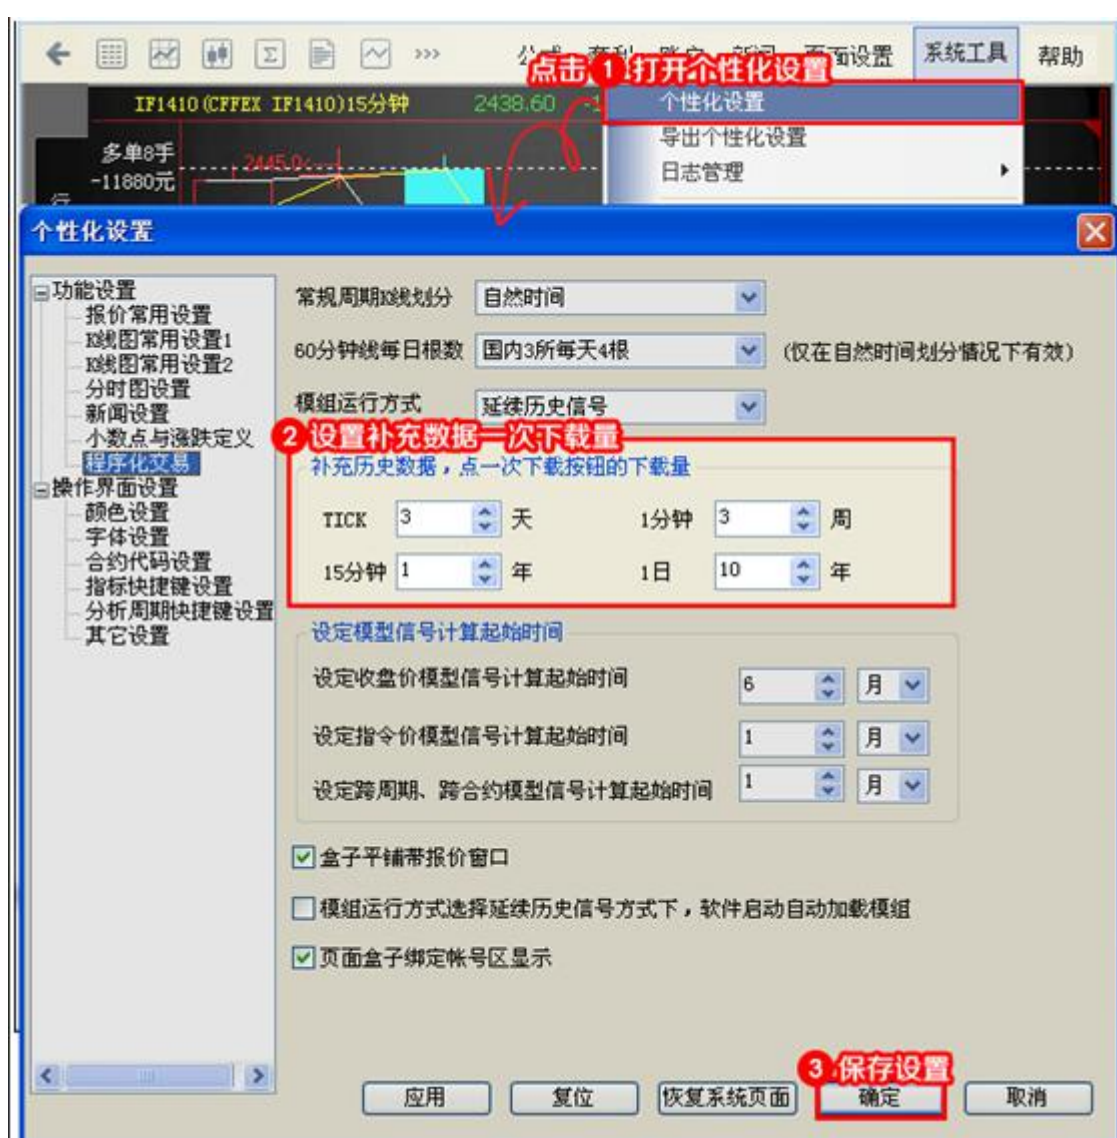 系统工具 帮助
点击 1 打开个性化设置
IF1410(CFFEX IF1410)15分钟 2438.60
个性化设置
导出个性化设置
日志管理
多单8手
-11880元
个性化设置
功能设置
报价常用设置
K线图常用设置1
K线图常用设置2
分时图设置
新闻设置
小数点与涨跌定义
程序化交易
操作界面设置
颜色设置
字体设置
合约代码设置
指标快捷键设置
分析周期快捷键设置
其它设置
常规周期K线划分 自然时间
60分钟线每日根数 国内3所每天4根 (仅在自然时间划分情况下有效)
模组运行方式 延续历史信号
2 设置补充数据一次下载量
补充历史数据,点一次下载按钮的下载量
TICK 3 天 1分钟 3 周
15分钟 1 年 1日 10 年
设定模型信号计算起始时间
设定收盘价模型信号计算起始时间 6 月
设定指令价模型信号计算起始时间 1 月
设定跨周期、跨合约模型信号计算起始时间 1 月
盒子平铺带报价窗口
模组运行方式选择延续历史信号方式下,软件启动自动加载模组
页面盒子绑定帐号区显示
3 保存设置
应用 复位 恢复系统页面 确定 取消